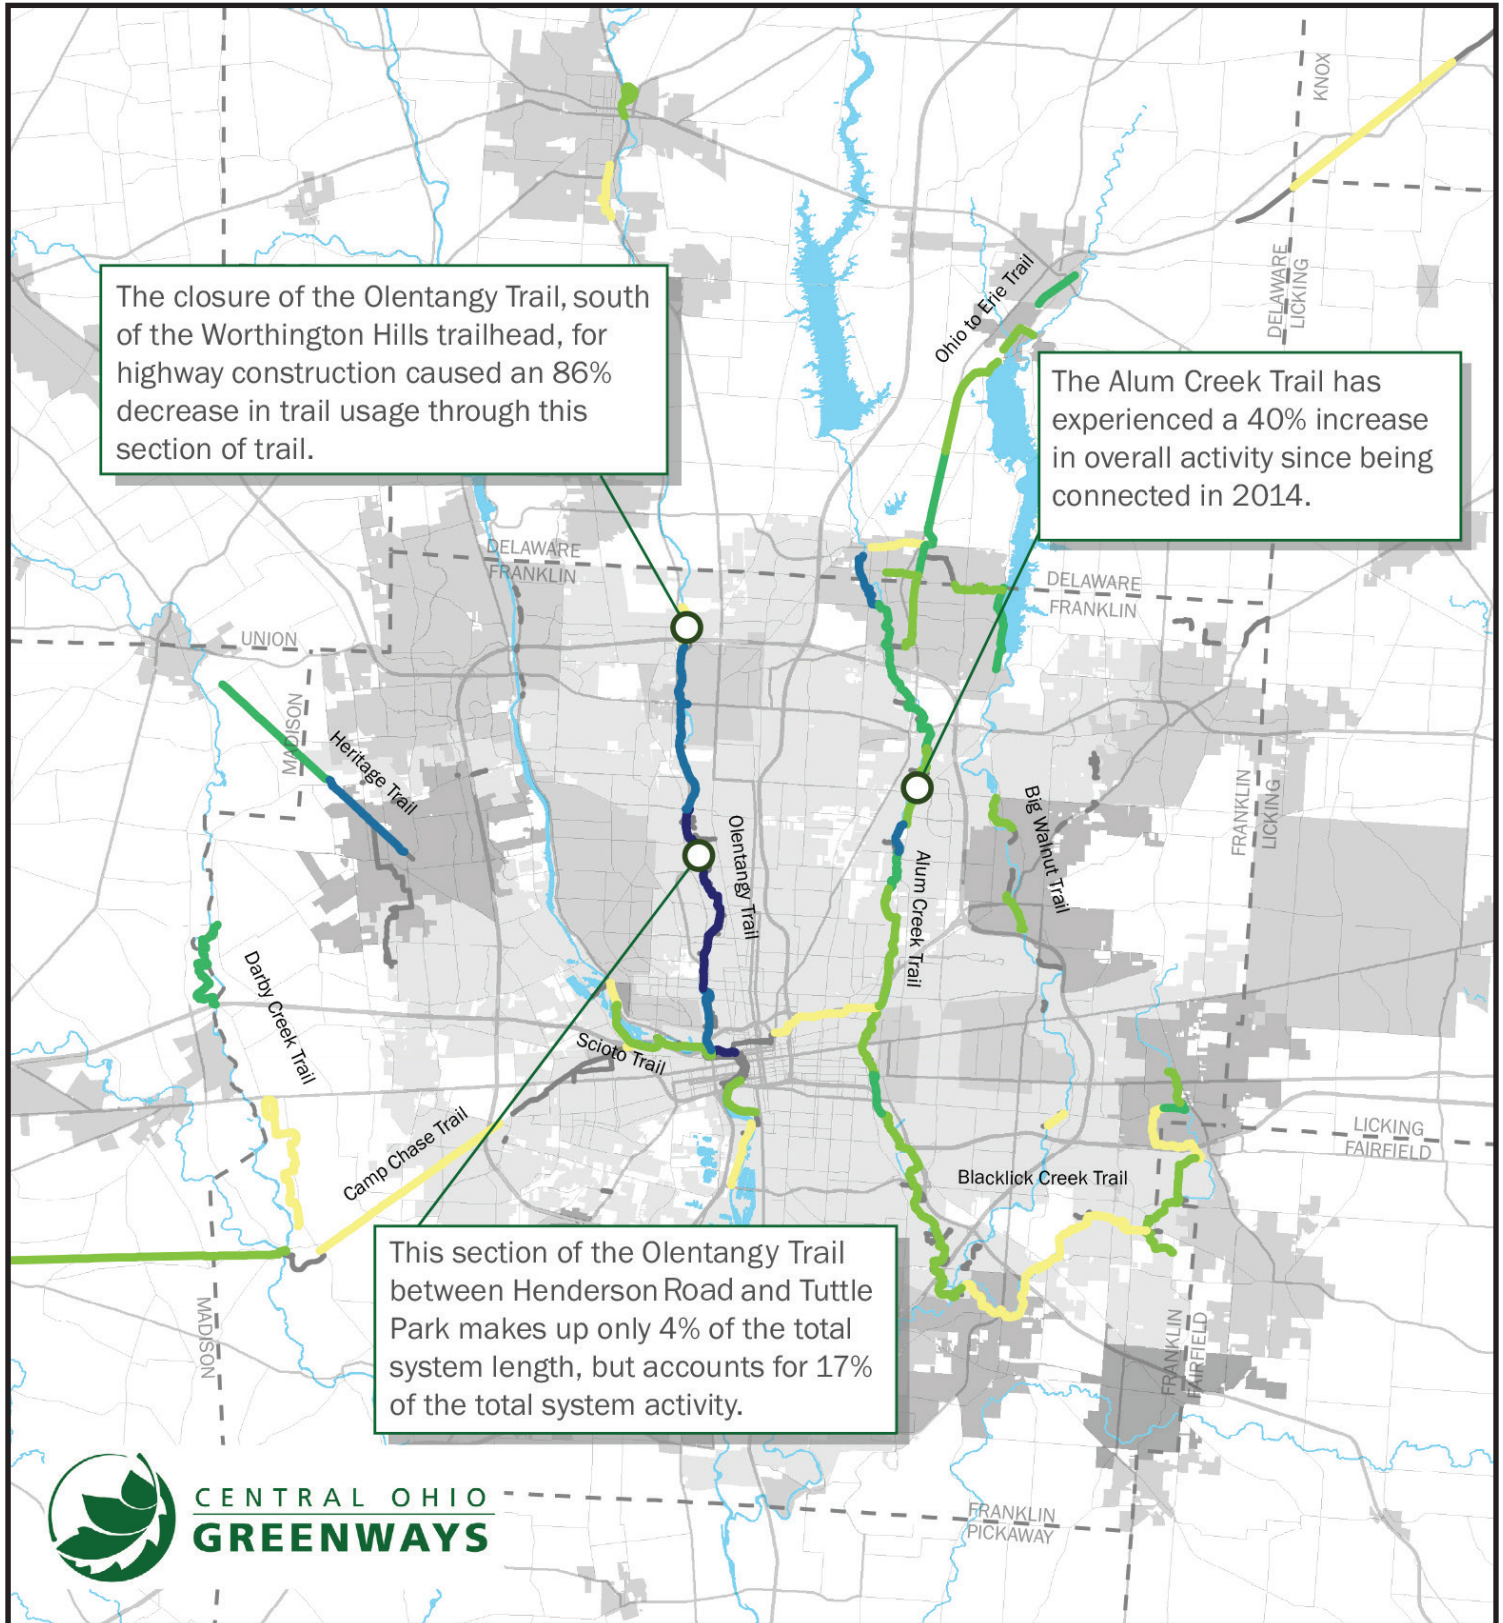 KNOX
DELAWARE
LICKING
Ohio to Erie Trail
The closure of the Olentangy Trail, south
of the Worthington Hills trailhead, for
highway construction caused an 86%
decrease in trail usage through this
section of trail.
The Alum Creek Trail has
experienced a 40% increase
in overall activity since being
connected in 2014.
DELAWARE
FRANKLIN
DELAWARE
FRANKLIN
UNION
MADISON
Heritage Trail
Olentangy Trail
Alum Creek Trail
Big Walnut Trail
FRANKLIN
LICKING
Darby Creek Trail
Scioto Trail
Camp Chase Trail
LICKING
FAIRFIELD
Blacklick Creek Trail
This section of the Olentangy Trail
between Henderson Road and Tuttle
Park makes up only 4% of the total
system length, but accounts for 17%
of the total system activity.
MADISON
FRANKLIN
FAIRFIELD
CENTRAL OHIO
GREENWAYS
FRANKLIN
PICKAWAY